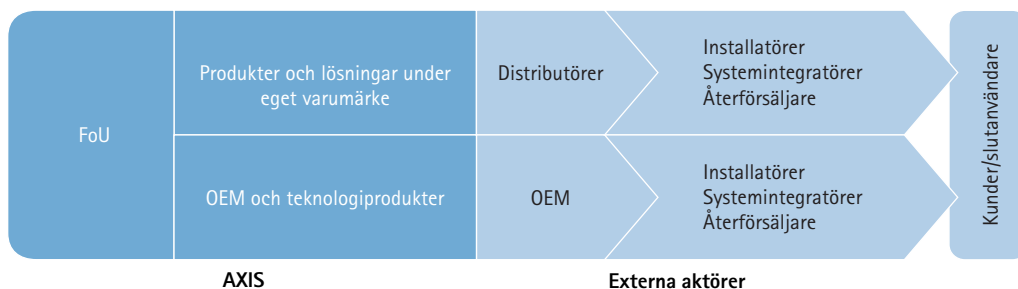 FoU
Produkter och lösningar under
eget varumärke
Distributörer
Installatörer
Systemintegratörer
Återförsäljare
OEM och teknologiprodukter
OEM
Installatörer
Systemintegratörer
Återförsäljare
Kunder/slutanvändare
AXIS
Externa aktörer